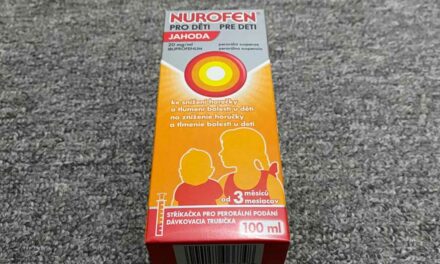 NUROFEN
PRO DĚTI PRE DETI
JAHODA
20 mg/ml perorální suspenze
IBUPROFENUM perorálna suspenzia
ke snížení horečky
a tlumení bolesti u dětí
na zníženie horúčky
a tlmenie bolesti u detí
od 3 měsíců
mesiacov
STŘÍKAČKA PRO PERORÁLNÍ PODÁNÍ
DÁVKOVACIA TRUBIČKA
100 ml